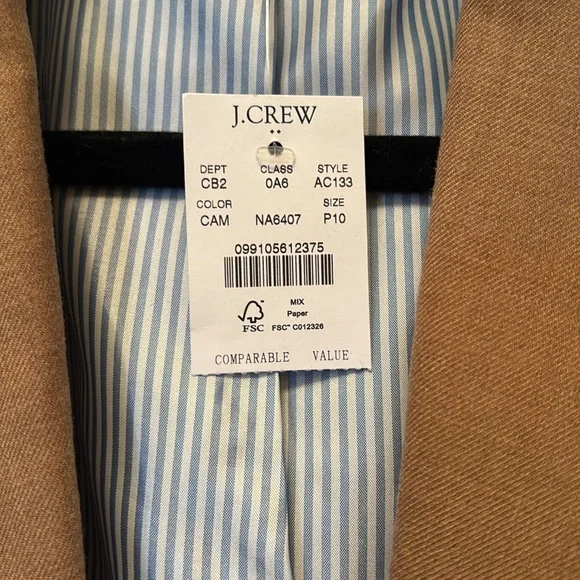 J.CREW
DEPT CLASS STYLE
CB2 0A6 AC133
COLOR SIZE
CAM NA6407 P10
099105612375
MIX
Paper
FSC™ C012326
FSC
COMPARABLE VALUE